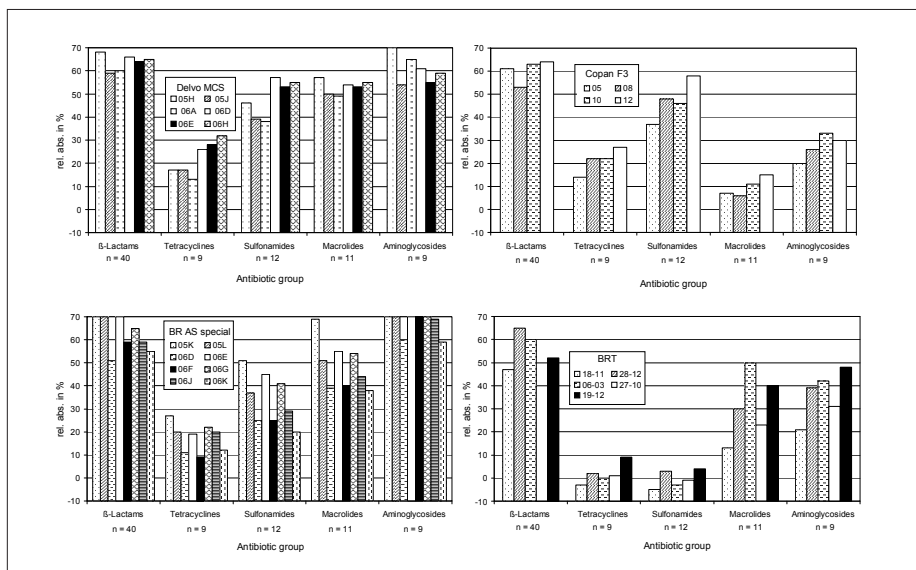 70
60
50
40
30
20
10
0
-10
rel. abs. in %
Delvo MCS
05H 05J
06A 06D
06E 06H
ß-Lactams Tetracyclines Sulfonamides Macrolides Aminoglycosides
n = 40 n = 9 n = 12 n = 11 n = 9
Antibiotic group
70
60
50
40
30
20
10
0
-10
rel. abs. in %
Copan F3
05 08
10 12
ß-Lactams Tetracyclines Sulfonamides Macrolides Aminoglycosides
n = 40 n = 9 n = 12 n = 11 n = 9
Antibiotic group
70
60
50
40
30
20
10
0
-10
rel. abs. in %
BR AS special
05K 05L
06D 06E
06F 06G
06J 06K
ß-Lactams Tetracyclines Sulfonamides Macrolides Aminoglycosides
n = 40 n = 9 n = 12 n = 11 n = 9
Antibiotic group
70
60
50
40
30
20
10
0
-10
rel. abs. in %
BRT
18-11 28-12
06-03 27-10
19-12
ß-Lactams Tetracyclines Sulfonamides Macrolides Aminoglycosides
n = 40 n = 9 n = 12 n = 11 n = 9
Antibiotic group